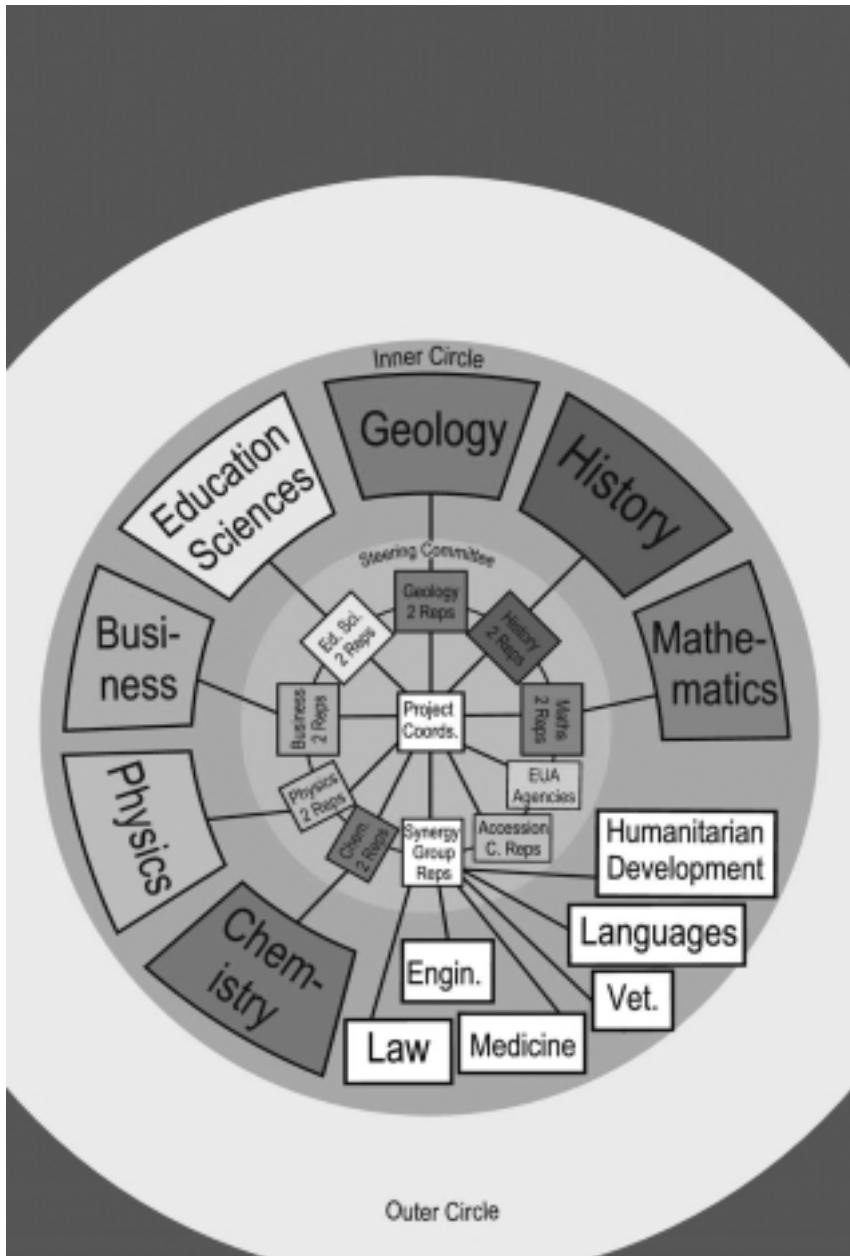 Inner Circle
Geology
Education
Sciences
History
Steering Committee
Geology
2 Reps
Ed. Sci.
2 Reps
History
2 Reps
Busi-
ness
Mathe-
matics
Business
2 Reps
Project
Coords.
Maths
2 Reps
Physics
Physics
2 Reps
EUA
Agencies
Chem
2 Reps
Synergy
Group
Reps
Accession
C. Reps
Humanitarian
Development
Chem-
istry
Languages
Engin.
Vet.
Law
Medicine
Outer Circle